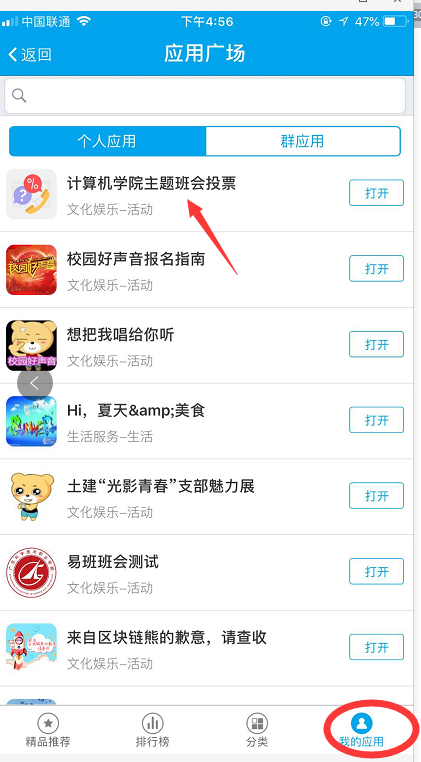 中国联通 下午4:56 47%
返回 应用广场
个人应用 群应用
计算机学院主题班会投票
文化娱乐-活动
打开
校园好声音报名指南
文化娱乐-活动
打开
想把我唱给你听
文化娱乐-活动
打开
校园好声音
Hi，夏天&amp;美食
生活服务-生活
打开
土建“光影青春”支部魅力展
文化娱乐-活动
打开
易班班会测试
文化娱乐-活动
打开
来自区块链熊的歉意，请查收
文化娱乐-活动
打开
精品推荐 排行榜 分类 我的应用